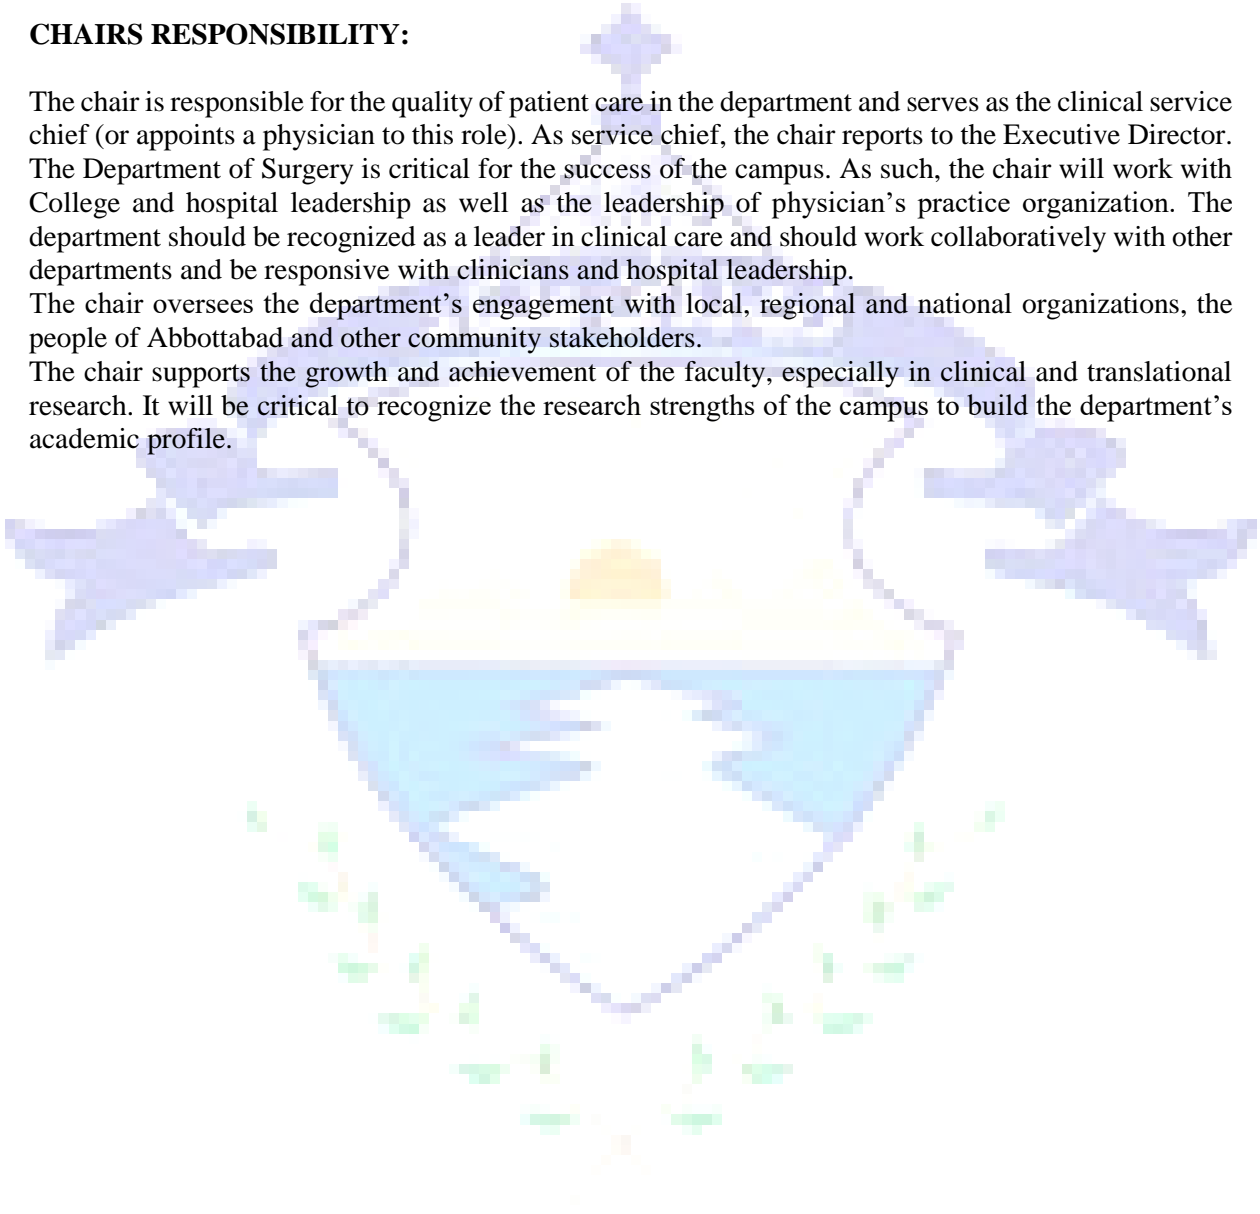 CHAIRS RESPONSIBILITY:
The chair is responsible for the quality of patient care in the department and serves as the clinical service
chief (or appoints a physician to this role). As service chief, the chair reports to the Executive Director.
The Department of Surgery is critical for the success of the campus. As such, the chair will work with
College and hospital leadership as well as the leadership of physician’s practice organization. The
department should be recognized as a leader in clinical care and should work collaboratively with other
departments and be responsive with clinicians and hospital leadership.
The chair oversees the department’s engagement with local, regional and national organizations, the
people of Abbottabad and other community stakeholders.
The chair supports the growth and achievement of the faculty, especially in clinical and translational
research. It will be critical to recognize the research strengths of the campus to build the department’s
academic profile.